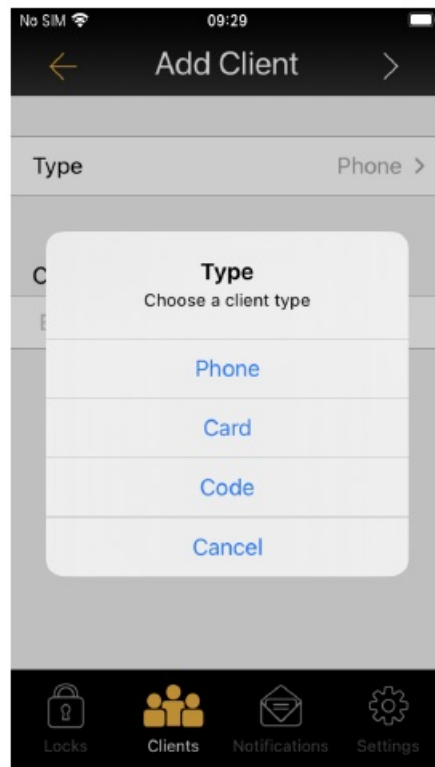 No SIM 09:29
Add Client
Type Phone
C
Type
Choose a client type
E
Phone
Card
Code
Cancel
Locks Clients Notifications Settings